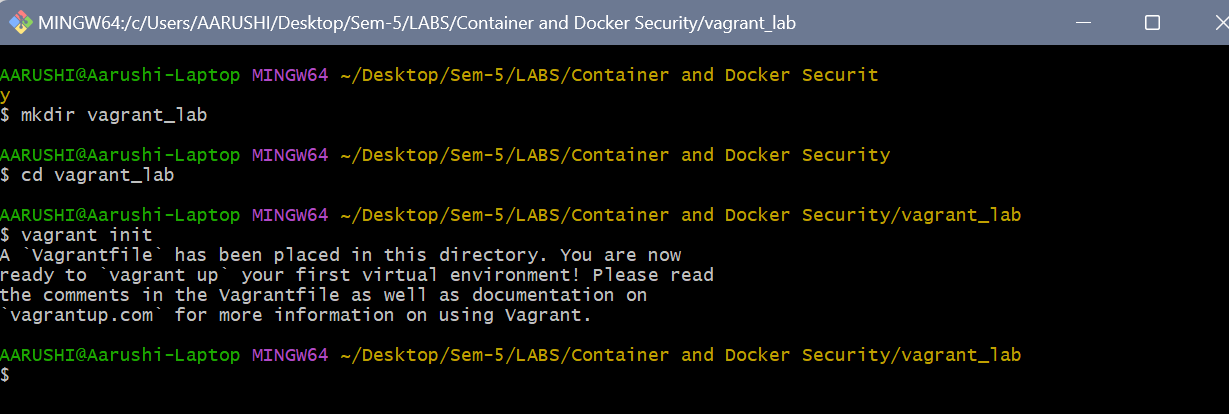 MINGW64:/c/Users/AARUSHI/Desktop/Sem-5/LABS/Container and Docker Security/vagrant_lab
AARUSHI@Aarushi-Laptop MINGW64 ~/Desktop/Sem-5/LABS/Container and Docker Securit
y
$ mkdir vagrant_lab
AARUSHI@Aarushi-Laptop MINGW64 ~/Desktop/Sem-5/LABS/Container and Docker Security
$ cd vagrant_lab
AARUSHI@Aarushi-Laptop MINGW64 ~/Desktop/Sem-5/LABS/Container and Docker Security/vagrant_lab
$ vagrant init
A `Vagrantfile` has been placed in this directory. You are now
ready to `vagrant up` your first virtual environment! Please read
the comments in the Vagrantfile as well as documentation on
`vagrantup.com` for more information on using Vagrant.
AARUSHI@Aarushi-Laptop MINGW64 ~/Desktop/Sem-5/LABS/Container and Docker Security/vagrant_lab
$